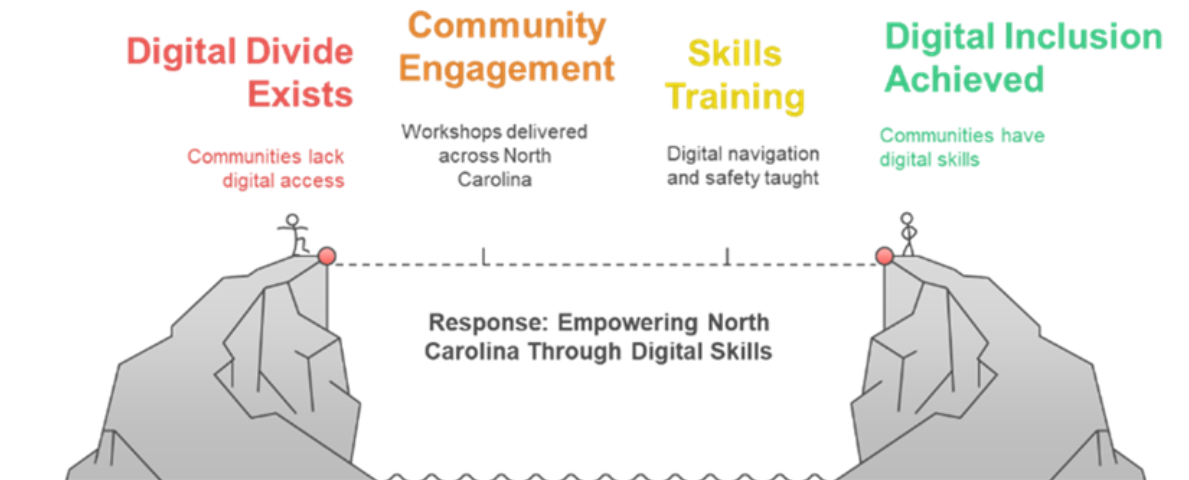 Digital Divide
Exists
Communities lack
digital access
Community
Engagement
Workshops delivered
across North
Carolina
Skills
Training
Digital navigation
and safety taught
Digital Inclusion
Achieved
Communities have
digital skills
Response: Empowering North
Carolina Through Digital Skills